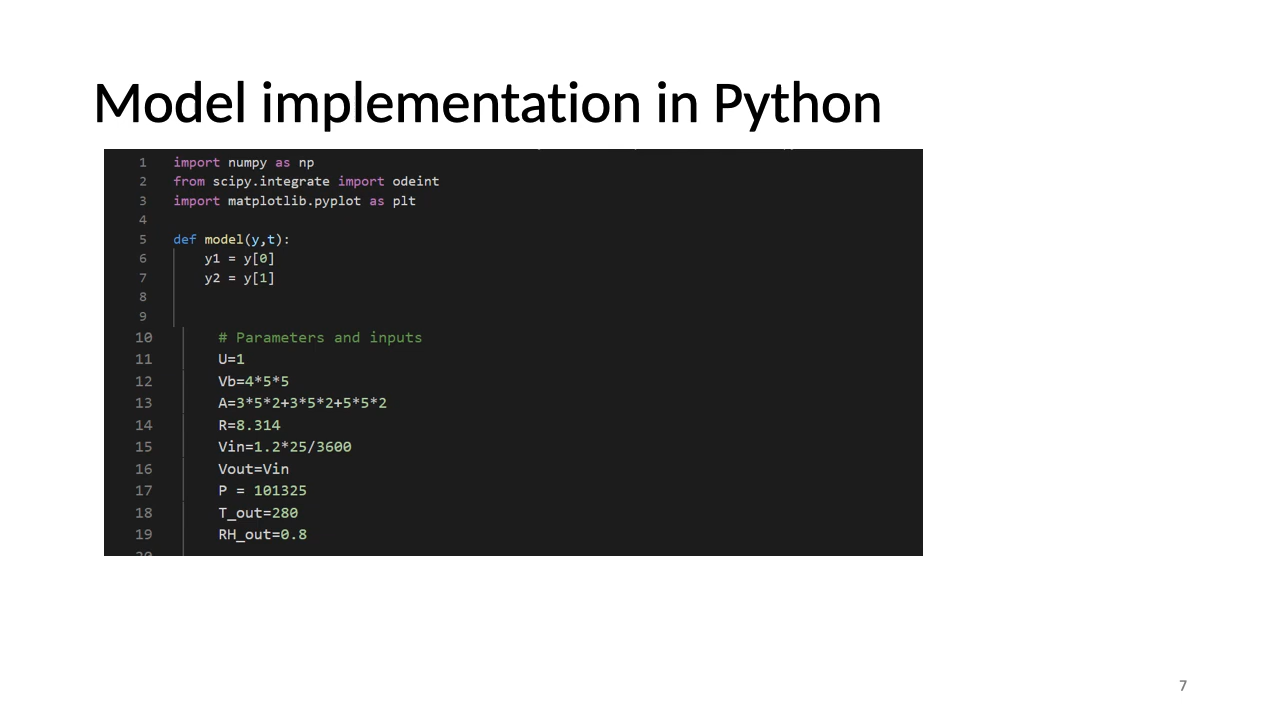 Model implementation in Python
1 import numpy as np
2 from scipy.integrate import odeint
3 import matplotlib.pyplot as plt
4
5 def model(y,t):
6 y1 = y[0]
7 y2 = y[1]
8
9
10 # Parameters and inputs
11 U=1
12 Vb=4*5*5
13 A=3*5*2+3*5*2+5*5*2
14 R=8.314
15 Vin=1.2*25/3600
16 Vout=Vin
17 P = 101325
18 T_out=280
19 RH_out=0.8
7